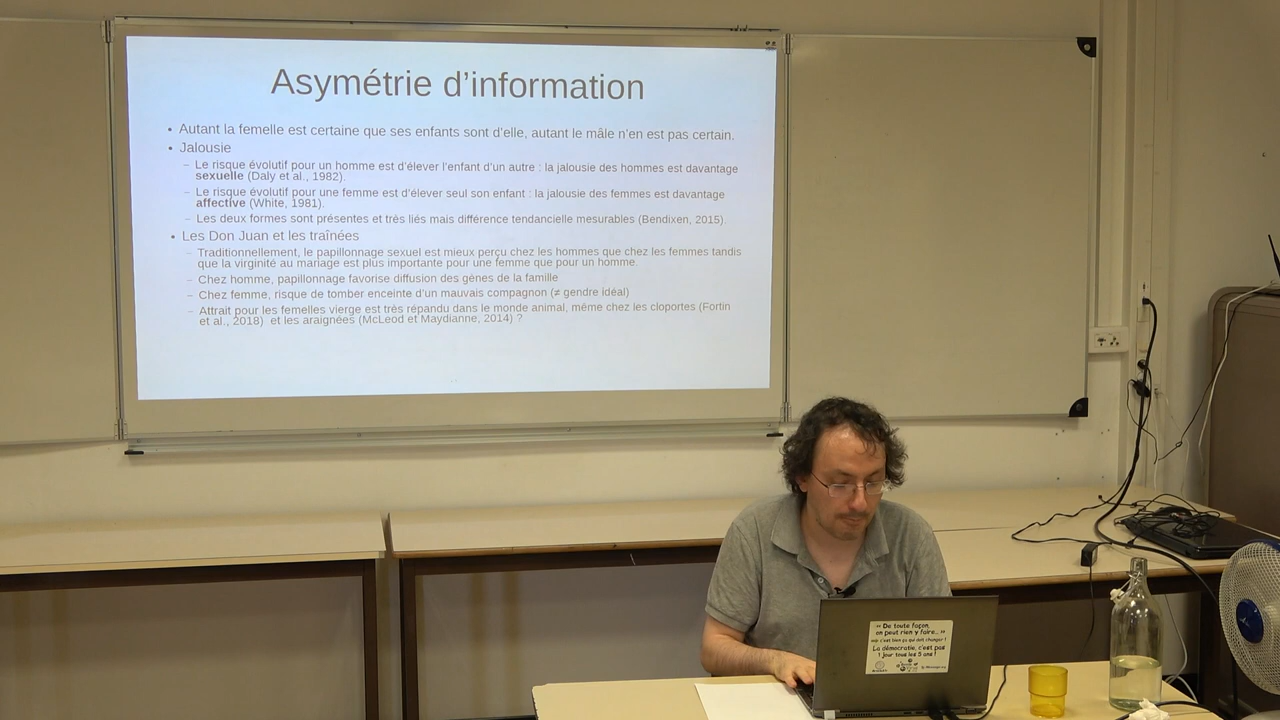 Asymétrie d'information
• Autant la femelle est certaine que ses enfants sont d'elle, autant le mâle n'en est pas certain.
• Jalousie
– Le risque évolutif pour un homme est d'élever l'enfant d'un autre : la jalousie des hommes est davantage
sexuelle (Daly et al., 1982).
– Le risque évolutif pour une femme est d'élever seul son enfant : la jalousie des femmes est davantage
affective (White, 1981).
– Les deux formes sont présentes et très liés mais différence tendancielle mesurables (Bendixen, 2015).
• Les Don Juan et les traînées
– Traditionnellement, le papillonnage sexuel est mieux perçu chez les hommes que chez les femmes tandis
que la virginité au mariage est plus importante pour une femme que pour un homme.
– Chez homme, papillonnage favorise diffusion des gènes de la famille
– Chez femme, risque de tomber enceinte d'un mauvais compagnon (≠ gendre idéal)
– Attrait pour les femelles vierge est très répandu dans le monde animal, même chez les cloportes (Fortin
et al., 2018) et les araignées (McLeod et Maydianne, 2014) ?
« De toute façon,
on peut rien y faire... »
La démocratie, c'est pas
1 jour tous les 5 ans !